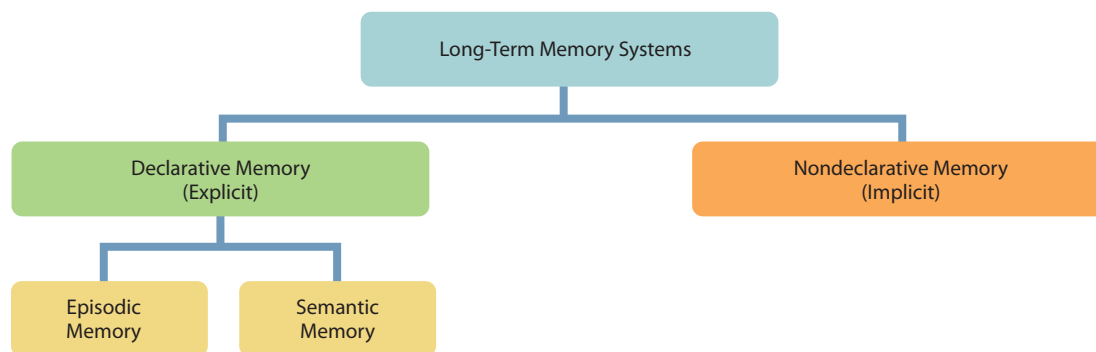 Long-Term Memory Systems
Declarative Memory
(Explicit)
Nondeclarative Memory
(Implicit)
Episodic
Memory
Semantic
Memory